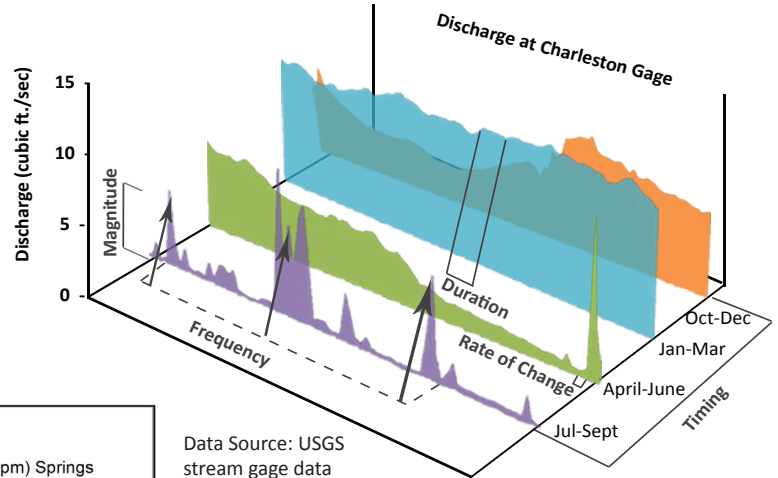 Discharge at Charleston Gage
Discharge (cubic ft./sec)
15
10
5
0
Magnitude
Frequency
Duration
Rate of Change
Oct-Dec
Jan-Mar
April-June
Jul-Sept
Timing
pm) Springs
Data Source: USGS
stream gage data